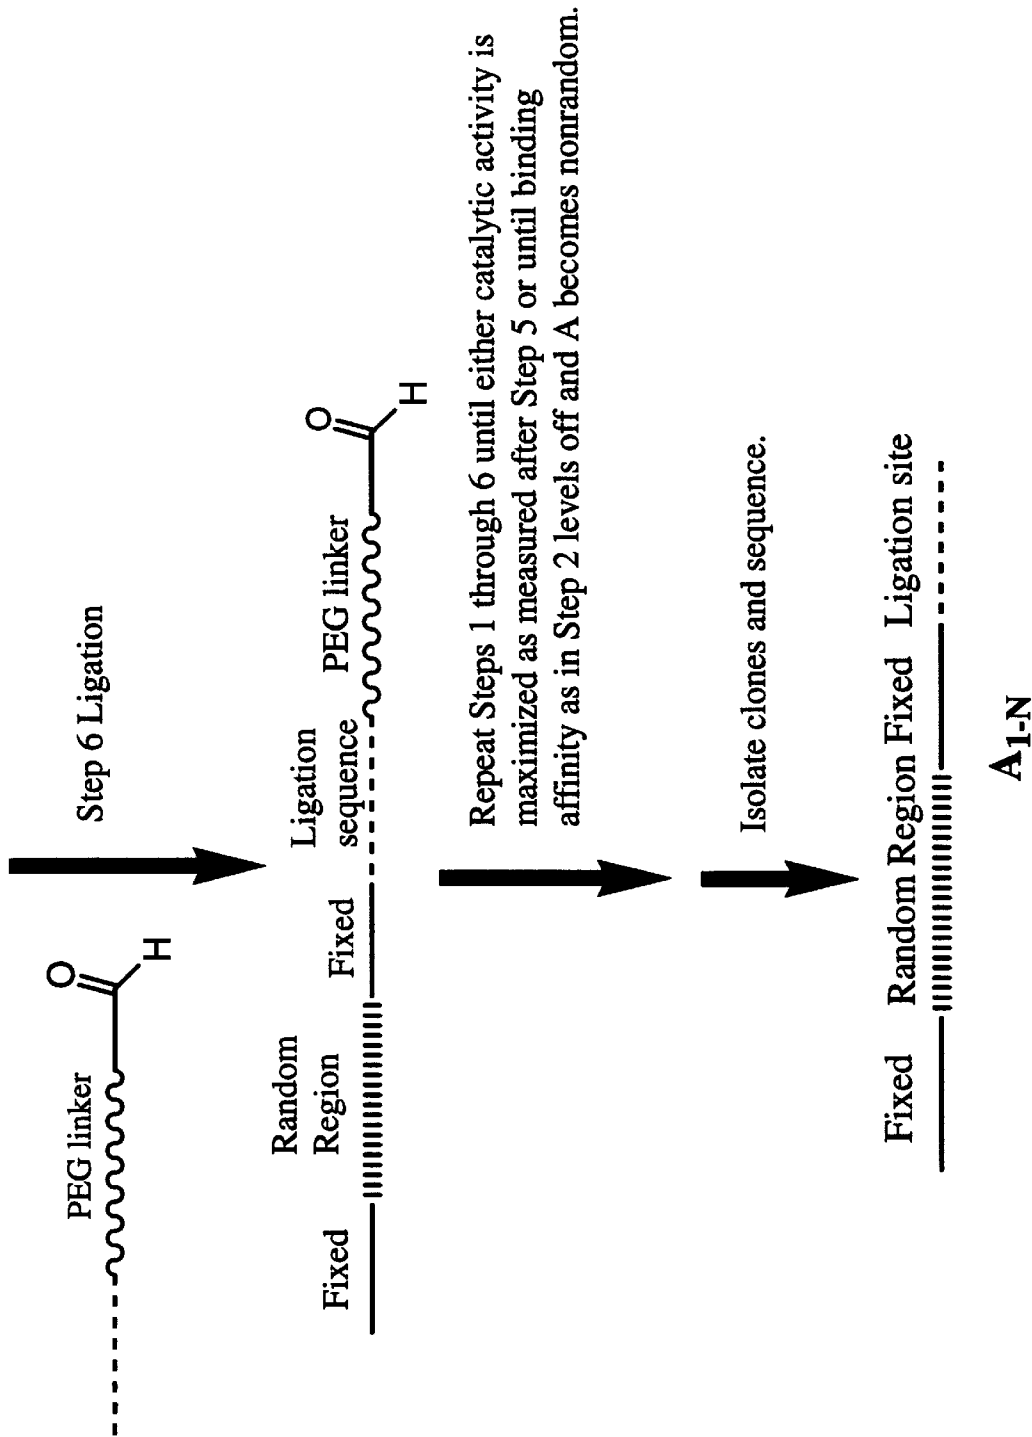 Step 6 Ligation
PEG linker
O
H
Fixed
Random
Region
Fixed
Ligation
sequence
PEG linker
O
H
Repeat Steps 1 through 6 until either catalytic activity is
maximized as measured after Step 5 or until binding
affinity as in Step 2 levels off and A becomes nonrandom.
Isolate clones and sequence.
Fixed Random Region Fixed Ligation site
A1-N